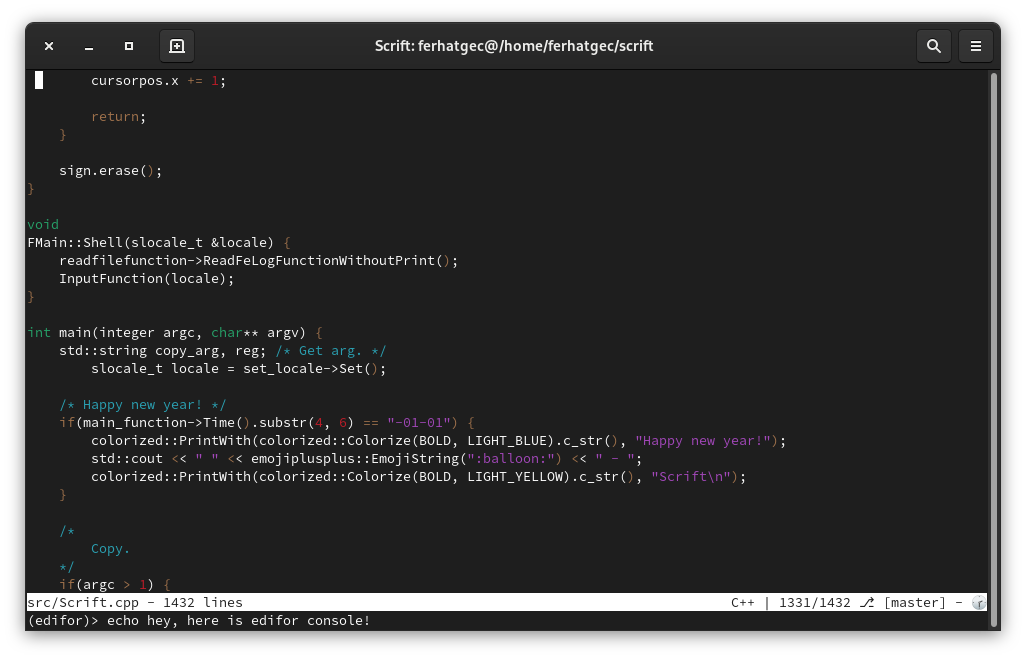 Scrift: ferhatgec@/home/ferhatgec/scrift
cursorpos.x += 1;
return;
}
sign.erase();
}
void
FMain::Shell(slocale_t &locale) {
readfilefunction->ReadFeLogFunctionWithoutPrint();
InputFunction(locale);
}
int main(integer argc, char** argv) {
std::string copy_arg, reg; /* Get arg. */
slocale_t locale = set_locale->Set();
/* Happy new year! */
if(main_function->Time().substr(4, 6) == "-01-01") {
colorized::PrintWith(colorized::Colorize(BOLD, LIGHT_BLUE).c_str(), "Happy new year!");
std::cout << " " << emojiplusplus::EmojiString(":balloon:") << " - ";
colorized::PrintWith(colorized::Colorize(BOLD, LIGHT_YELLOW).c_str(), "Scrift\n");
}
/*
Copy.
*/
if(argc > 1) {
src/Scrift.cpp - 1432 lines C++ | 1331/1432 ⎇ [master] -
(edifor)> echo hey, here is edifor console!